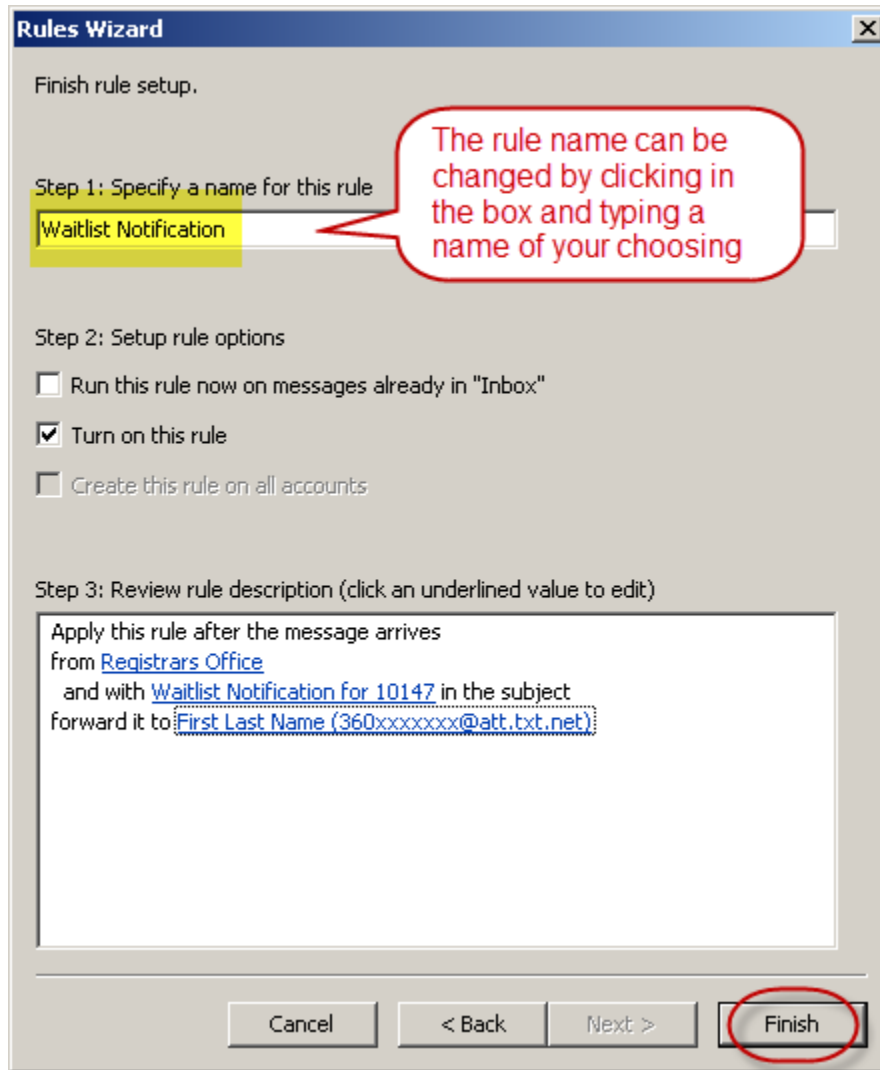 Rules Wizard
Finish rule setup.
The rule name can be
changed by clicking in
the box and typing a
name of your choosing
Step 1: Specify a name for this rule
Waitlist Notification
Step 2: Setup rule options
Run this rule now on messages already in "Inbox"
Turn on this rule
Create this rule on all accounts
Step 3: Review rule description (click an underlined value to edit)
Apply this rule after the message arrives
from Registrars Office
and with Waitlist Notification for 10147 in the subject
forward it to First Last Name (360xxxxxxx@att.txt.net)
Cancel
< Back
Next >
Finish